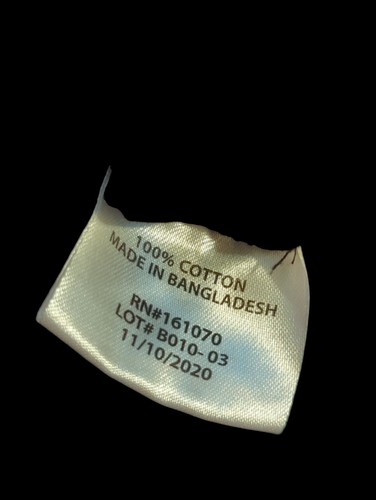 100% COTTON
MADE IN BANGLADESH
RN#161070
LOT# B010-03
11/10/2020